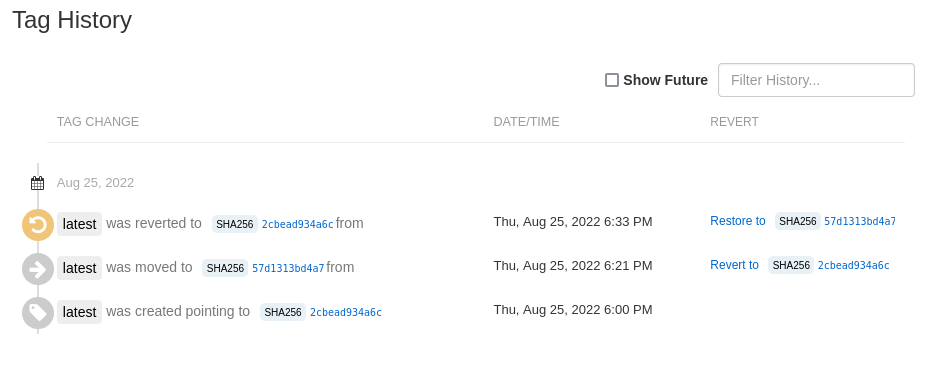 Tag History
Show Future Filter History...
TAG CHANGE DATE/TIME REVERT
Aug 25, 2022
latest was reverted to SHA256 2cbead934a6c from Thu, Aug 25, 2022 6:33 PM Restore to SHA256 57d1313bd4a7
latest was moved to SHA256 57d1313bd4a7 from Thu, Aug 25, 2022 6:21 PM Revert to SHA256 2cbead934a6c
latest was created pointing to SHA256 2cbead934a6c Thu, Aug 25, 2022 6:00 PM